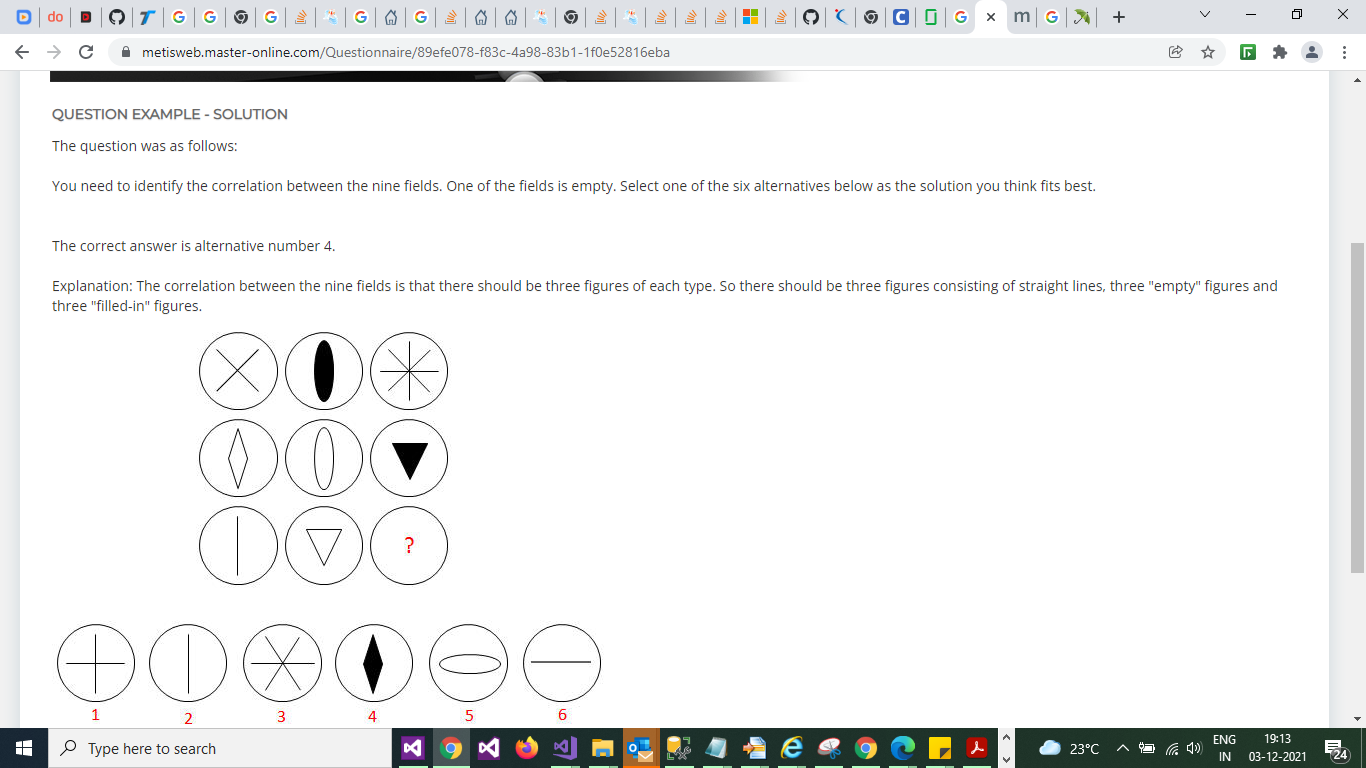 metisweb.master-online.com/Questionnaire/89efe078-f83c-4a98-83b1-1f0e52816eba
QUESTION EXAMPLE - SOLUTION
The question was as follows:
You need to identify the correlation between the nine fields. One of the fields is empty. Select one of the six alternatives below as the solution you think fits best.
The correct answer is alternative number 4.
Explanation: The correlation between the nine fields is that there should be three figures of each type. So there should be three figures consisting of straight lines, three "empty" figures and
three "filled-in" figures.
?
1 2 3 4 5 6
Type here to search
23°C
ENG
IN
19:13
03-12-2021
24